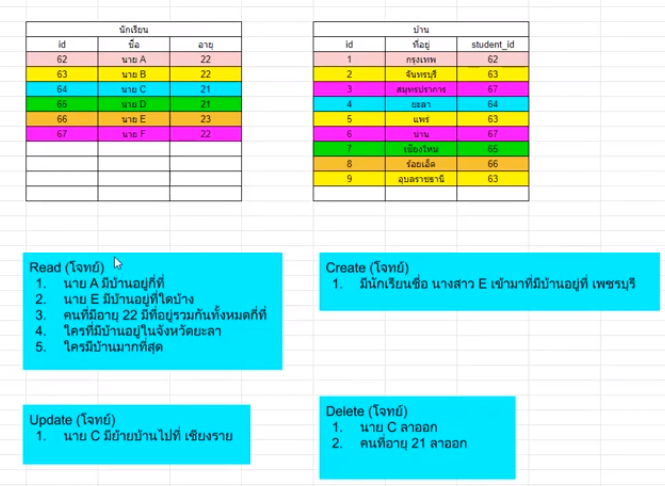 นักเรียน
id ชื่อ อายุ
62 นาย A 22
63 นาย B 22
64 นาย C 21
65 นาย D 21
66 นาย E 23
67 นาย F 22
บ้าน
id ที่อยู่ student_id
1 กรุงเทพ 62
2 จันทรบุรี 63
3 สมุทรปราการ 67
4 ยะลา 64
5 แพร่ 63
6 น่าน 67
7 เชียงใหม่ 65
8 ร้อยเอ็ด 66
9 อุบลราชธานี 63
Read (โจทย์)
1. นาย A มีบ้านอยู่กี่ที่
2. นาย E มีบ้านอยู่ที่ใดบ้าง
3. คนที่มีอายุ 22 มีที่อยู่รวมกันทั้งหมดกี่ที่
4. ใครที่มีบ้านอยู่ในจังหวัดยะลา
5. ใครมีบ้านมากที่สุด
Create (โจทย์)
1. มีนักเรียนชื่อ นางสาว E เข้ามาที่มีบ้านอยู่ที่ เพชรบุรี
Update (โจทย์)
1. นาย C มีย้ายบ้านไปที่ เชียงราย
Delete (โจทย์)
1. นาย C ลาออก
2. คนที่อายุ 21 ลาออก